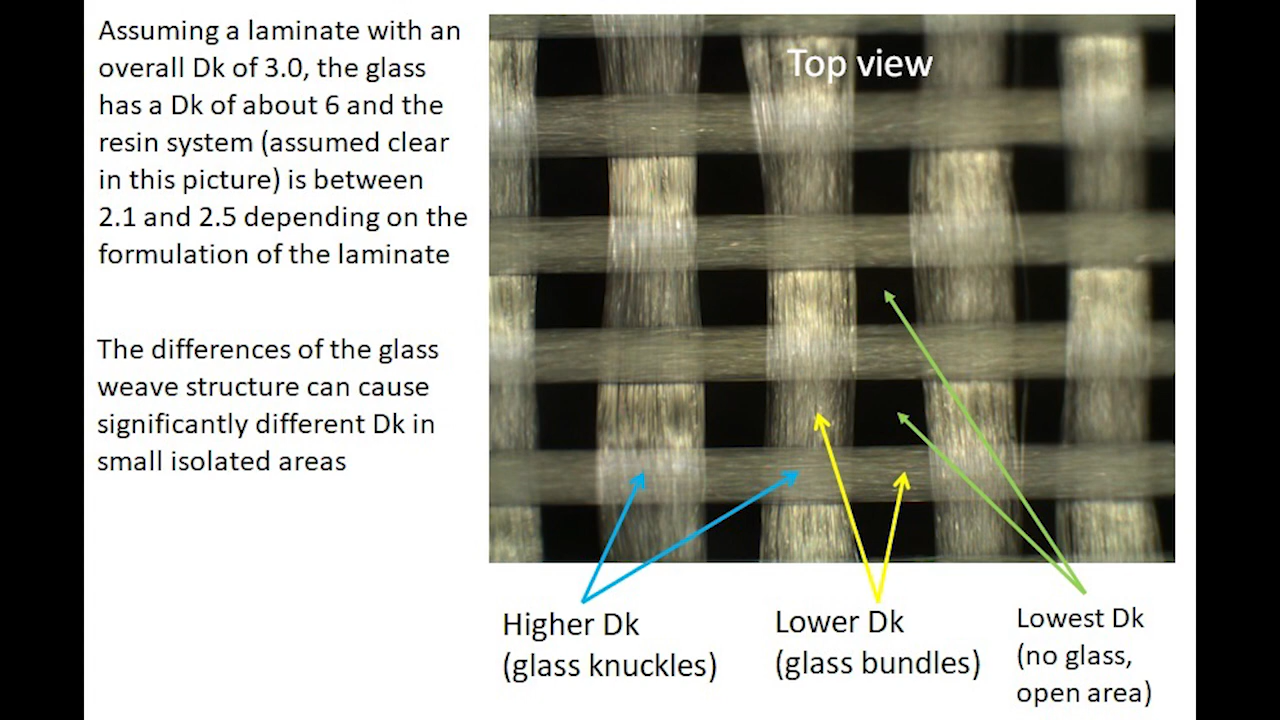 Assuming a laminate with an
overall Dk of 3.0, the glass
has a Dk of about 6 and the
resin system (assumed clear
in this picture) is between
2.1 and 2.5 depending on the
formulation of the laminate
The differences of the glass
weave structure can cause
significantly different Dk in
small isolated areas
Top view
Higher Dk
(glass knuckles)
Lower Dk
(glass bundles)
Lowest Dk
(no glass,
open area)